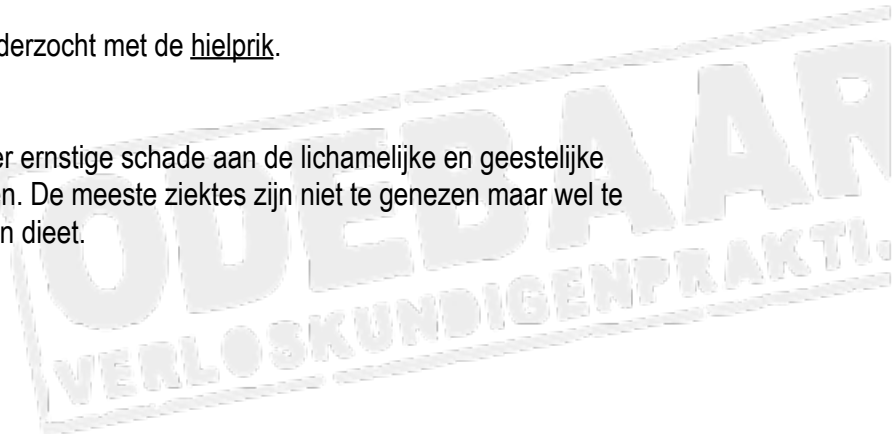 derzocht met de hielprik.
er ernstige schade aan de lichamelijke en geestelijke
en. De meeste ziektes zijn niet te genezen maar wel te
n dieet.
ODEBAAR
VERLOSKUNDIGENPRAKTI.